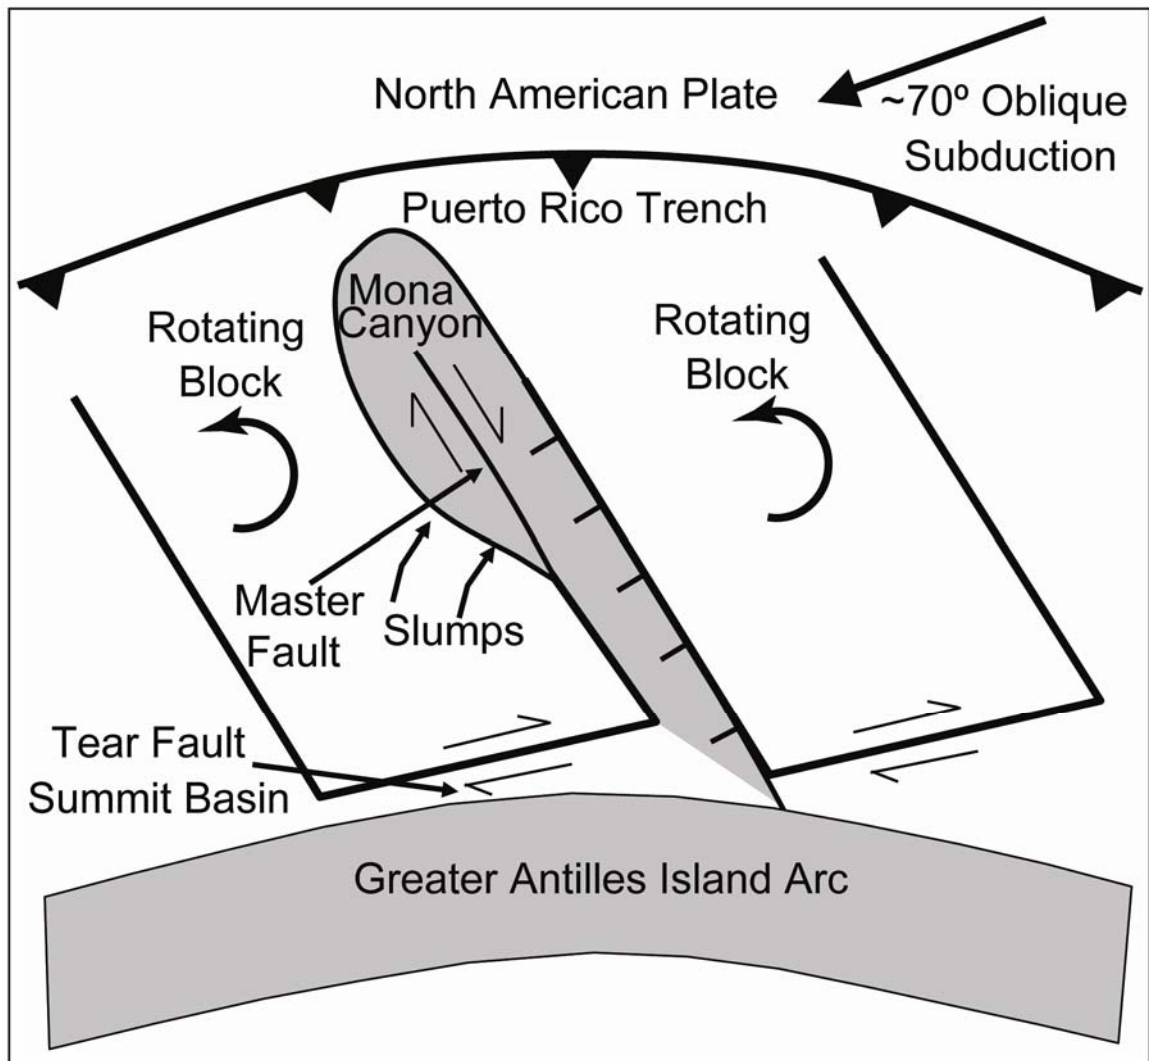 North American Plate
~70º Oblique
Subduction
Puerto Rico Trench
Mona
Canyon
Rotating
Block
Rotating
Block
Master
Fault
Slumps
Tear Fault
Summit Basin
Greater Antilles Island Arc